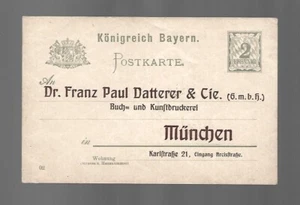 Königreich Bayern.
POSTKARTE.
2
An
Dr. Franz Paul Datterer & Cie. (G. m. b. H.)
Buch- und Kunstdruckerei
in München
Karlstraße 21, Eingang Arcisstraße.
Wohnung